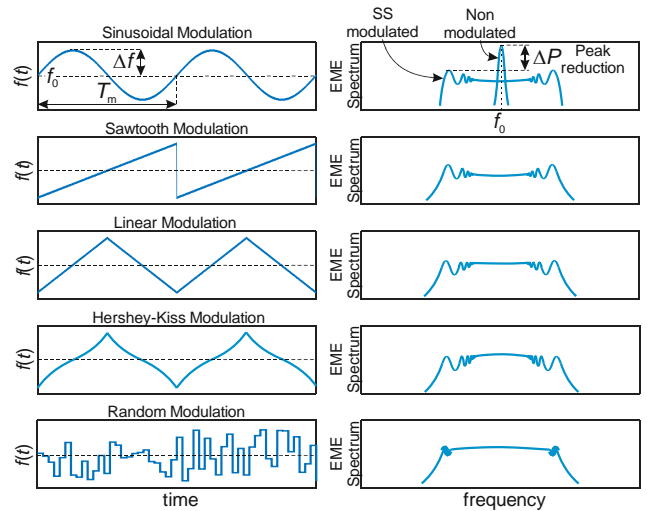 Sinusoidal Modulation
f(t)
f0
Δf
Tm
SS
modulated
Non
modulated
ΔP
Peak
reduction
EME
Spectrum
f0
Sawtooth Modulation
f(t)
EME
Spectrum
Linear Modulation
f(t)
EME
Spectrum
Hershey-Kiss Modulation
f(t)
EME
Spectrum
Random Modulation
f(t)
EME
Spectrum
time
frequency